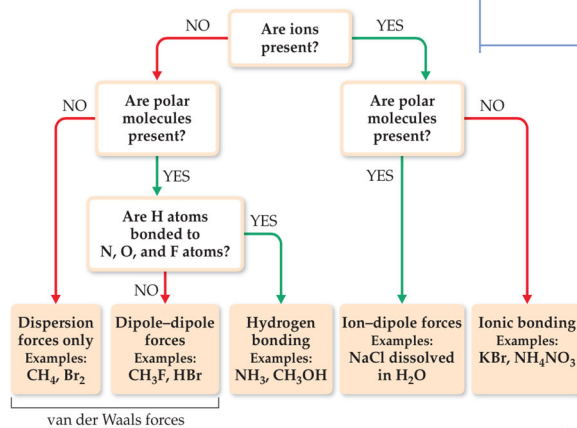 Are ions
present?
NO
YES
Are polar
molecules
present?
Are polar
molecules
present?
NO
NO
YES
YES
Are H atoms
bonded to
N, O, and F atoms?
YES
NO
Dispersion
forces only
Examples:
CH₄, Br₂
Dipole–dipole
forces
Examples:
CH₃F, HBr
Hydrogen
bonding
Examples:
NH₃, CH₃OH
Ion–dipole forces
Examples:
NaCl dissolved
in H₂O
Ionic bonding
Examples:
KBr, NH₄NO₃
van der Waals forces